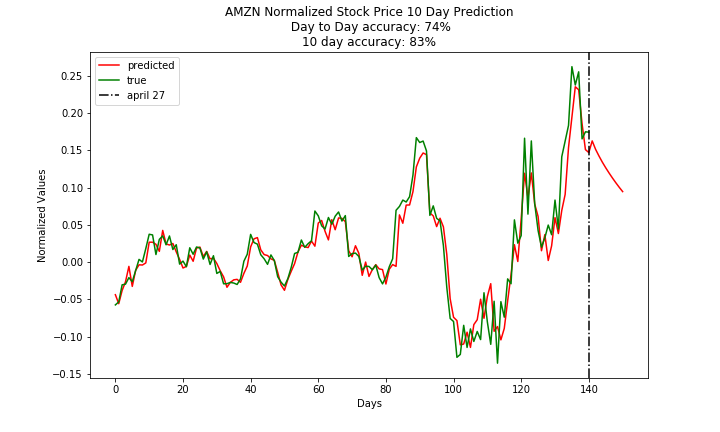 AMZN Normalized Stock Price 10 Day Prediction
Day to Day accuracy: 74%
10 day accuracy: 83%
predicted
true
april 27
Normalized Values
0.25
0.20
0.15
0.10
0.05
0.00
−0.05
−0.10
−0.15
0 20 40 60 80 100 120 140
Days